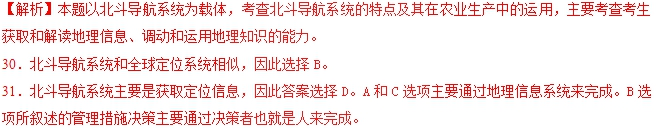 【解析】本题以北斗导航系统为载体，考查北斗导航系统的特点及其在农业生产中的运用，主要考查考生
获取和解读地理信息、调动和运用地理知识的能力。
30．北斗导航系统和全球定位系统相似，因此选择 B。
31．北斗导航系统主要是获取定位信息，因此答案选择 D。A 和 C 选项主要通过地理信息系统来完成。B 选
项所叙述的管理措施决策主要通过决策者也就是人来完成。